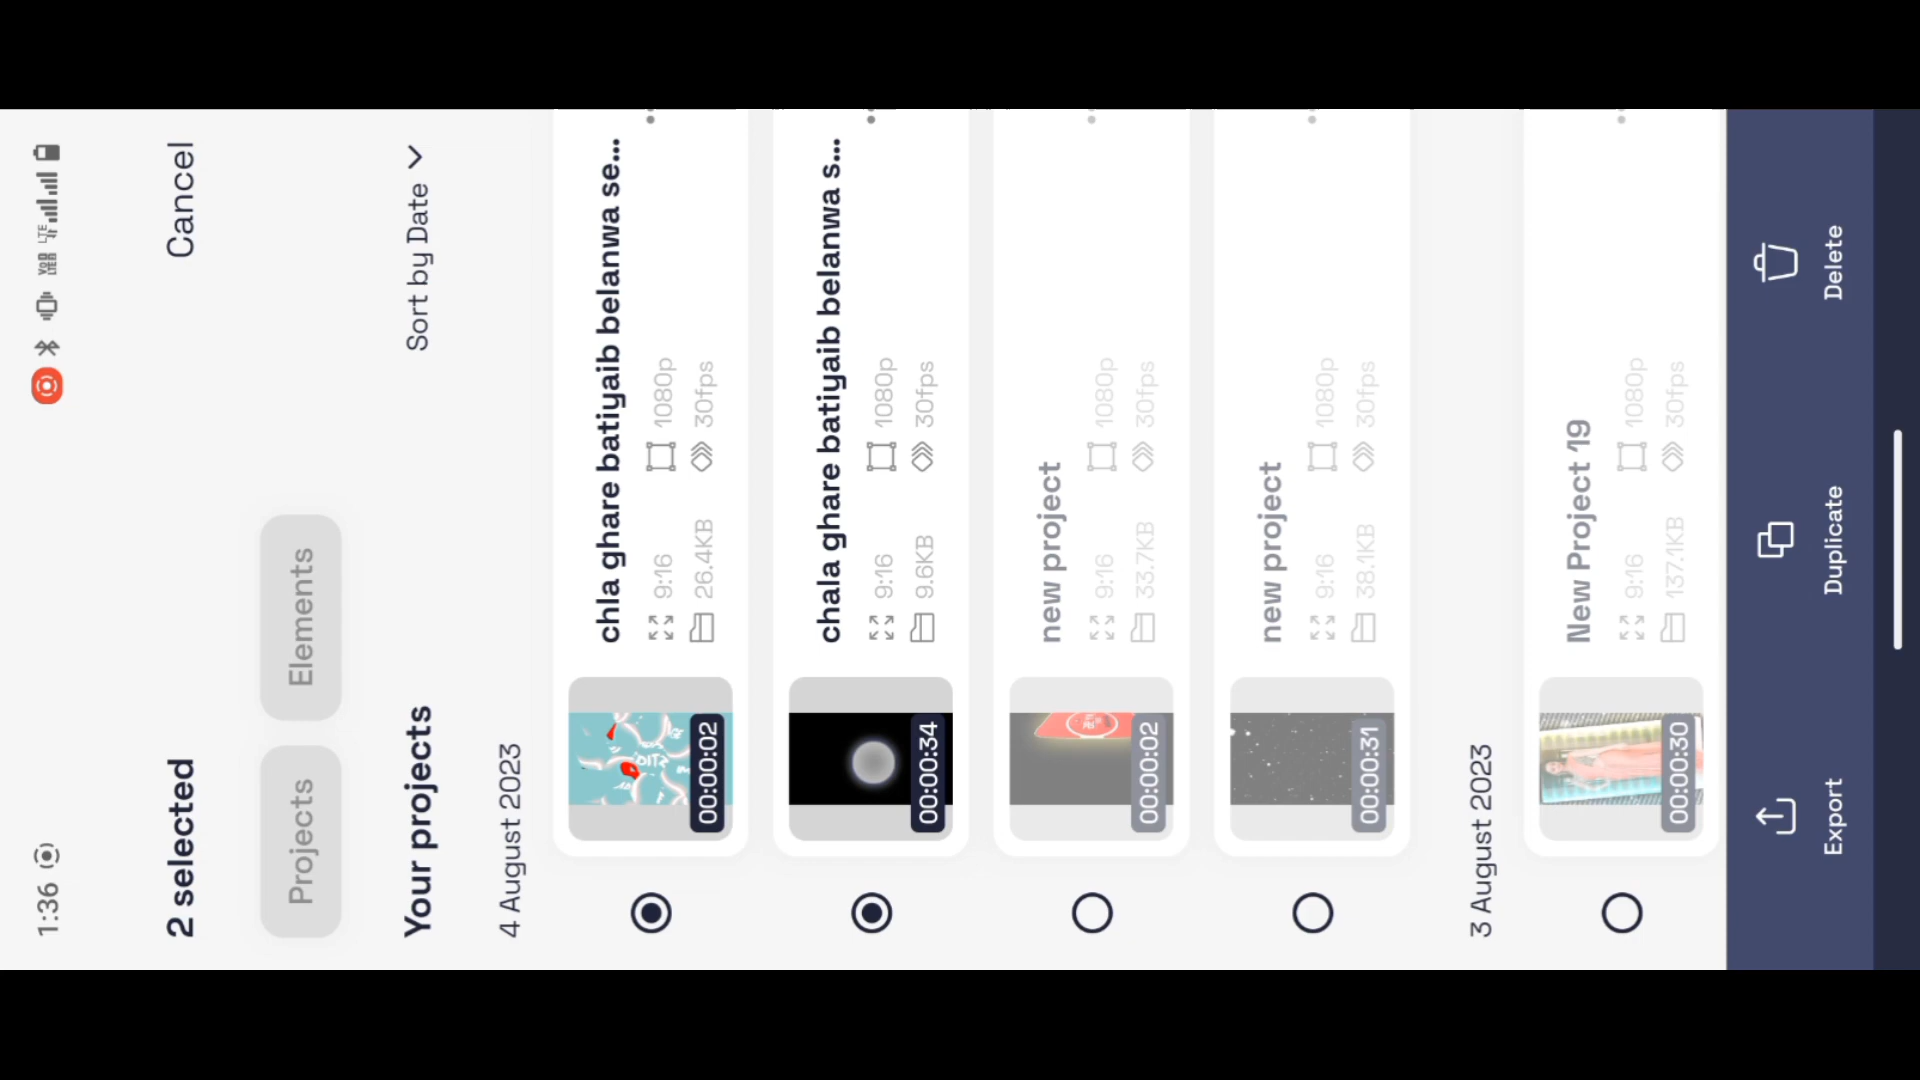 1:36
VoD LTE
2 selected
Cancel
Projects
Elements
Your projects
Sort by Date
4 August 2023
chla ghare batiyaib belanwa se...
9:16
1080p
26.4KB
30fps
00:00:02
chala ghare batiyaib belanwa s...
9:16
1080p
9.6KB
30fps
00:00:34
new project
9:16
1080p
33.7KB
30fps
00:00:02
new project
9:16
1080p
38.1KB
30fps
00:00:31
3 August 2023
New Project 19
9:16
1080p
137.1KB
30fps
00:00:30
Export
Duplicate
Delete